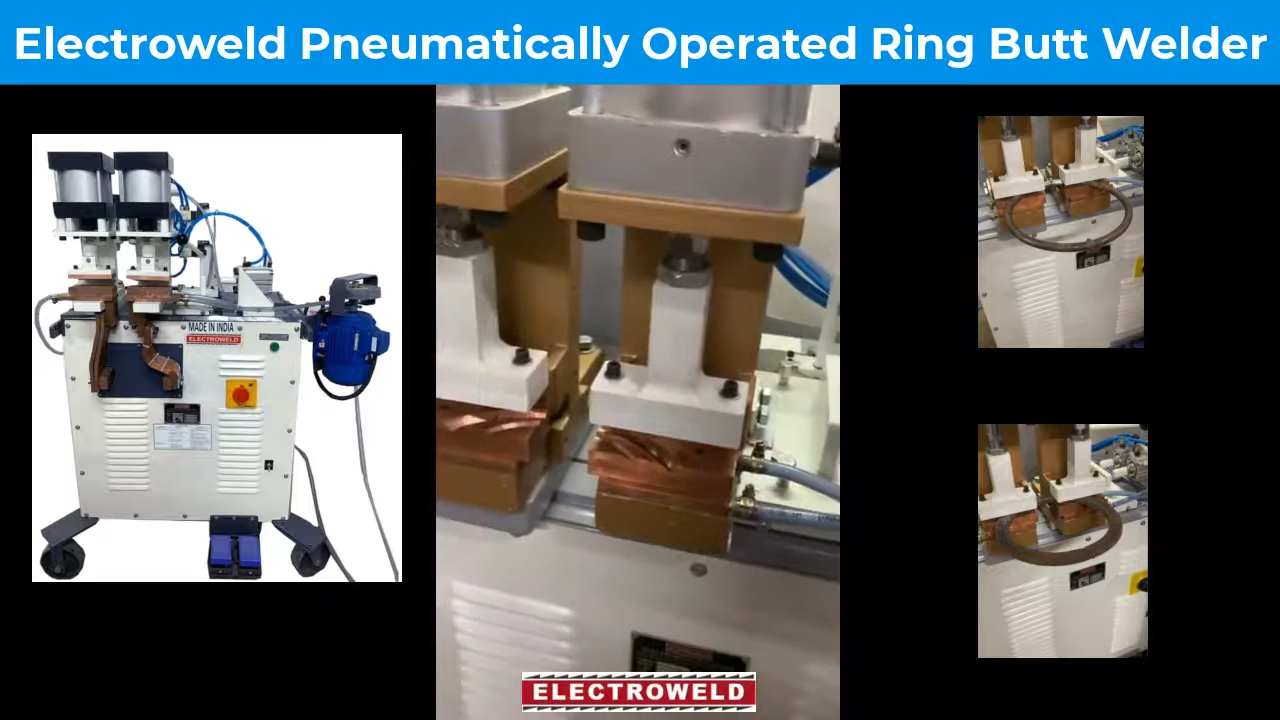 Electroweld Pneumatically Operated Ring Butt Welder
MADE IN INDIA
ELECTROWELD
ELECTROWELD